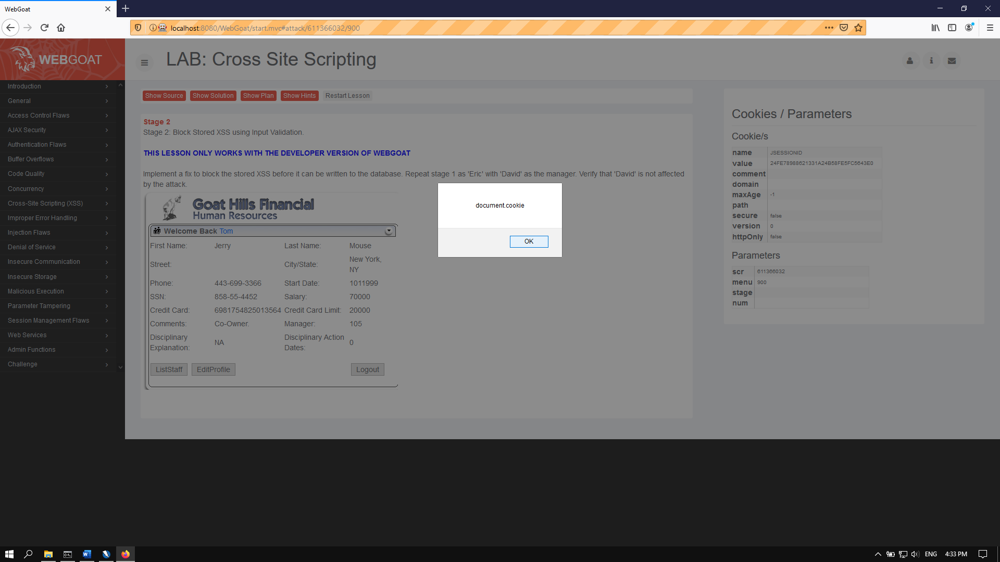 WebGoat
localhost:8080/WebGoat/start.mvc#attack/611366032/900
WEBGOAT
LAB: Cross Site Scripting
Introduction
General
Access Control Flaws
AJAX Security
Authentication Flaws
Buffer Overflows
Code Quality
Concurrency
Cross-Site Scripting (XSS)
Improper Error Handling
Injection Flaws
Denial of Service
Insecure Communication
Insecure Storage
Malicious Execution
Parameter Tampering
Session Management Flaws
Web Services
Admin Functions
Challenge
Show Source Show Solution Show Plan Show Hints Restart Lesson
Stage 2
Stage 2: Block Stored XSS using Input Validation.
THIS LESSON ONLY WORKS WITH THE DEVELOPER VERSION OF WEBGOAT
Implement a fix to block the stored XSS before it can be written to the database. Repeat stage 1 as 'Eric' with 'David' as the manager. Verify that 'David' is not affected
by the attack.
Goat Hills Financial
Human Resources
Welcome Back Tom
First Name: Jerry Last Name: Mouse
Street: City/State: New York,
NY
Phone: 443-699-3366 Start Date: 1011999
SSN: 858-55-4452 Salary: 70000
Credit Card: 6981754825013564 Credit Card Limit: 20000
Comments: Co-Owner. Manager: 105
Disciplinary
Explanation: NA Disciplinary Action
Dates: 0
ListStaff EditProfile Logout
document.cookie
OK
Cookies / Parameters
Cookie/s
name JSESSIONID
value 24FE78988621331A24B58FE5FC5643E0
comment
domain
maxAge -1
path
secure false
version 0
httpOnly false
Parameters
scr 611366032
menu 900
stage
num
ENG 4:33 PM